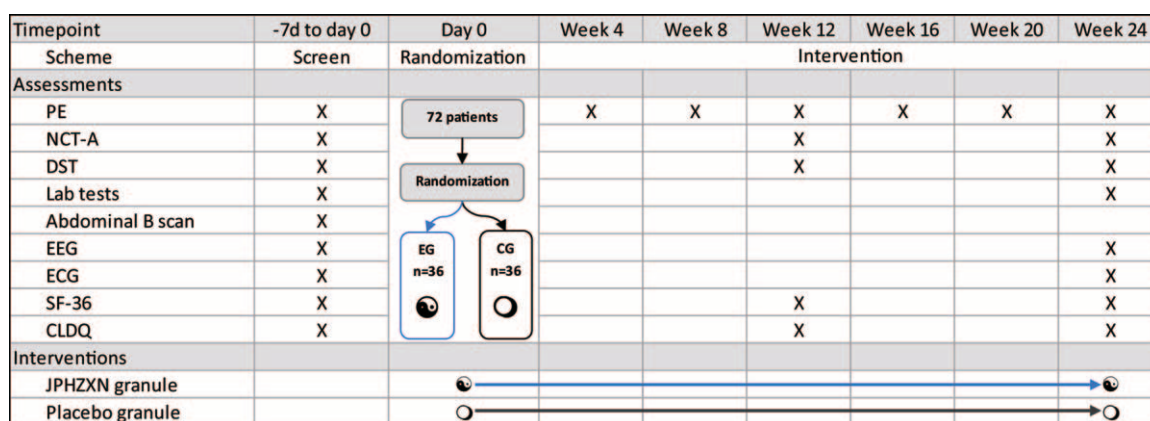 Timepoint -7d to day 0 Day 0 Week 4 Week 8 Week 12 Week 16 Week 20 Week 24
Scheme Screen Randomization Intervention
Assessments
PE X X X X X X X
72 patients
NCT-A X X X
DST X X X
Randomization
Lab tests X X
Abdominal B scan X
EEG X X
EG CG
n=36 n=36
ECG X X
SF-36 X X X
CLDQ X X X
Interventions
JPHZXN granule
Placebo granule